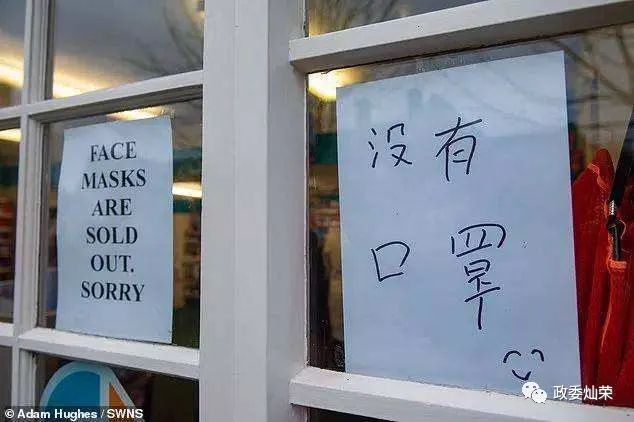 FACE
MASKS
ARE
SOLD
OUT.
SORRY
没有
口罩
政委灿荣
Adam Hughes / SWNS